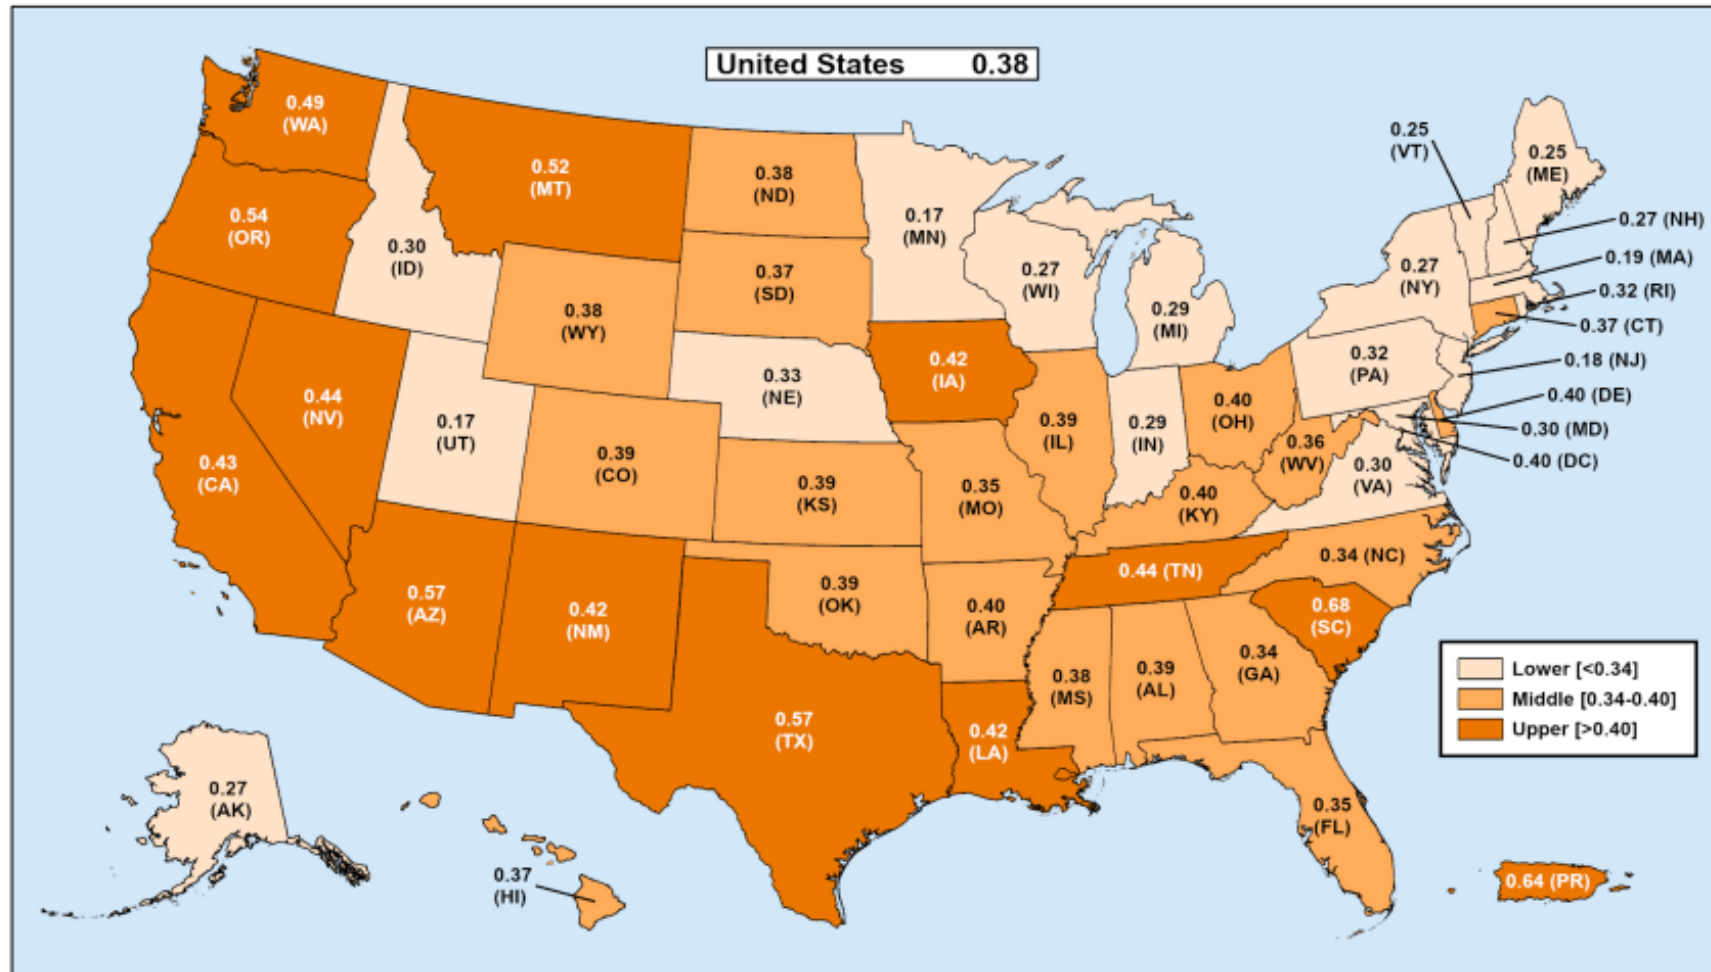 United States 0.38
0.49
(WA)
0.54
(OR)
0.43
(CA)
0.44
(NV)
0.30
(ID)
0.52
(MT)
0.38
(WY)
0.17
(UT)
0.39
(CO)
0.57
(AZ)
0.42
(NM)
0.38
(ND)
0.37
(SD)
0.33
(NE)
0.39
(KS)
0.39
(OK)
0.57
(TX)
0.17
(MN)
0.42
(IA)
0.35
(MO)
0.40
(AR)
0.42
(LA)
0.27
(WI)
0.39
(IL)
0.29
(MI)
0.29
(IN)
0.40
(OH)
0.40
(KY)
0.44 (TN)
0.38
(MS)
0.39
(AL)
0.34
(GA)
0.35
(FL)
0.68
(SC)
0.34 (NC)
0.30
(VA)
0.36
(WV)
0.32
(PA)
0.27
(NY)
0.25
(VT)
0.25
(ME)
0.27 (NH)
0.19 (MA)
0.32 (RI)
0.37 (CT)
0.18 (NJ)
0.40 (DE)
0.30 (MD)
0.40 (DC)
0.27
(AK)
0.37
(HI)
0.64 (PR)
Lower [<0.34]
Middle [0.34-0.40]
Upper [>0.40]